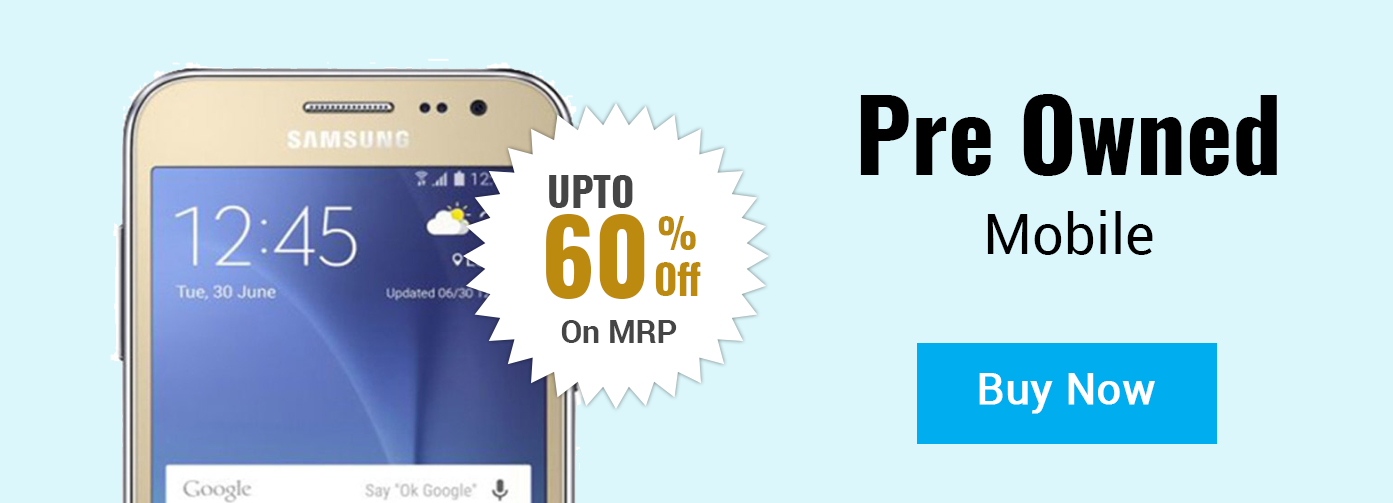 SAMSUNG
12:45
Tue, 30 June
Updated 06/30
Google
Say "Ok Google"
UPTO
60 % Off
On MRP
Pre Owned
Mobile
Buy Now